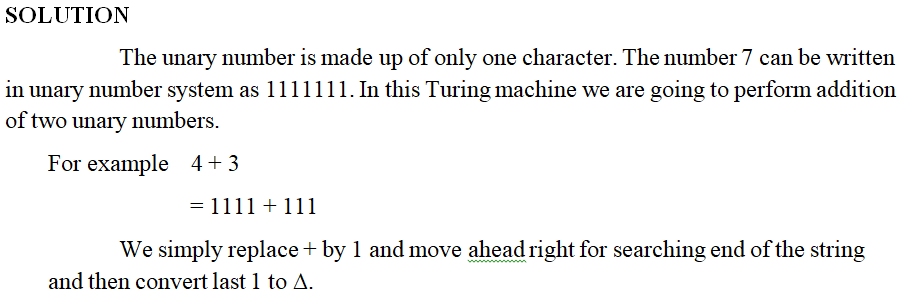 SOLUTION
The unary number is made up of only one character. The number 7 can be written
in unary number system as 1111111. In this Turing machine we are going to perform addition
of two unary numbers.
For example 4 + 3
= 1111 + 111
We simply replace + by 1 and move ahead right for searching end of the string
and then convert last 1 to Δ.